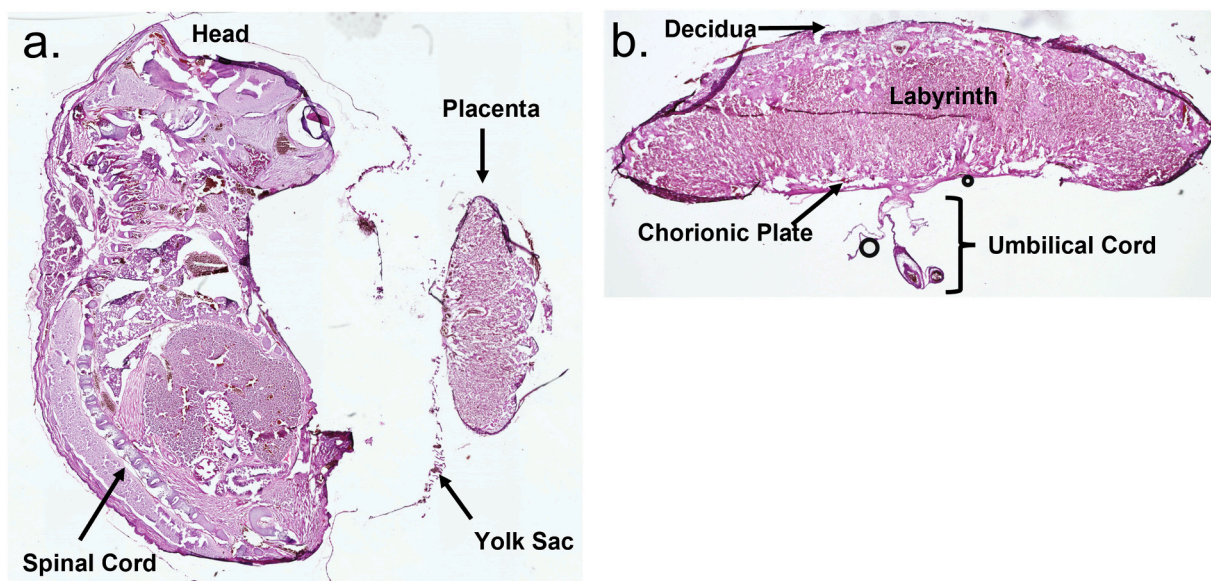 a.
Head
Placenta
Spinal Cord
Yolk Sac
b.
Decidua
Labyrinth
Chorionic Plate
Umbilical Cord